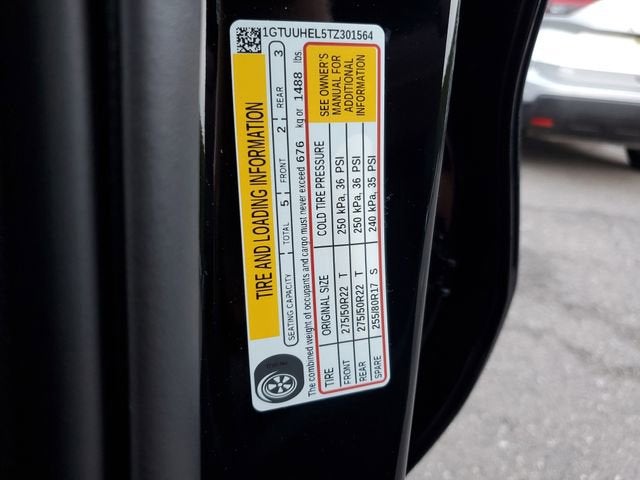 1GTUUHEL5TZ301564
TIRE AND LOADING INFORMATION
SEATING CAPACITY TOTAL 5 FRONT 2 REAR 3
The combined weight of occupants and cargo must never exceed 676 kg or 1488 lbs.
TIRE ORIGINAL SIZE COLD TIRE PRESSURE
FRONT 275/50R22 T 250 kPa, 36 PSI
REAR 275/50R22 T 250 kPa, 36 PSI
SPARE 255/80R17 S 240 kPa, 35 PSI
SEE OWNER'S
MANUAL FOR
ADDITIONAL
INFORMATION